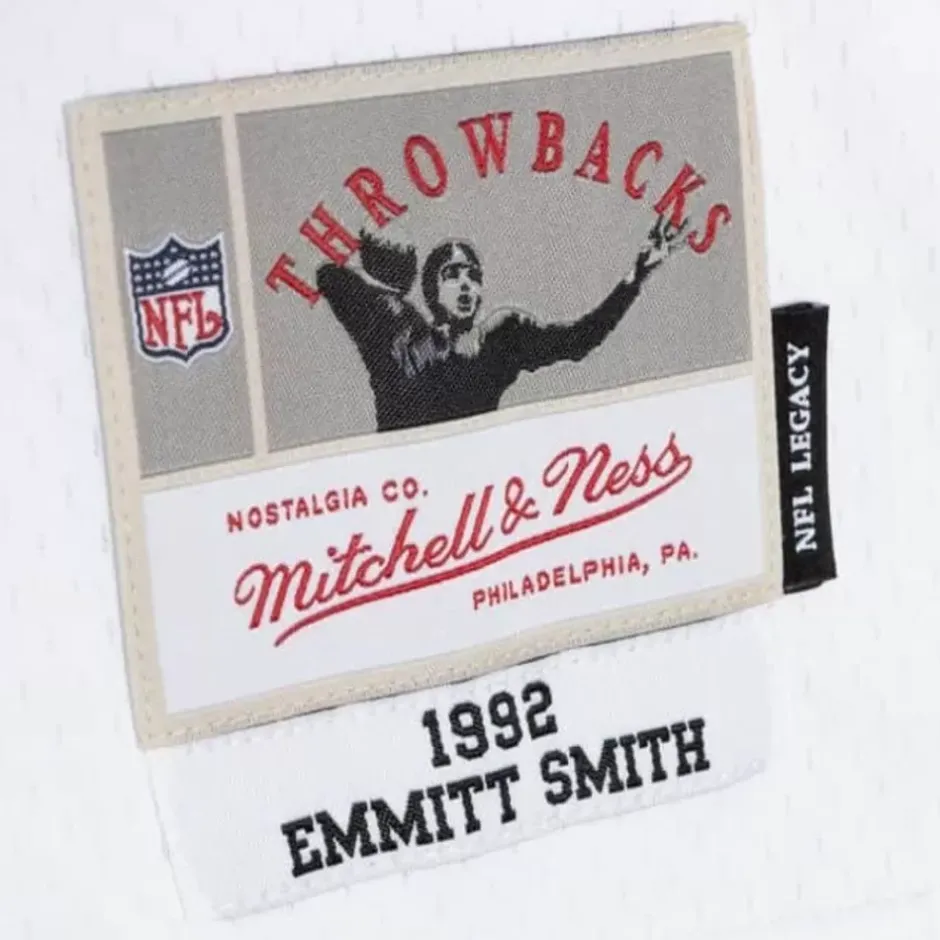 THROWBACKS
NFL
NOSTALGIA CO.
Mitchell & Ness
PHILADELPHIA, PA.
NFL LEGACY
1992
EMMITT SMITH